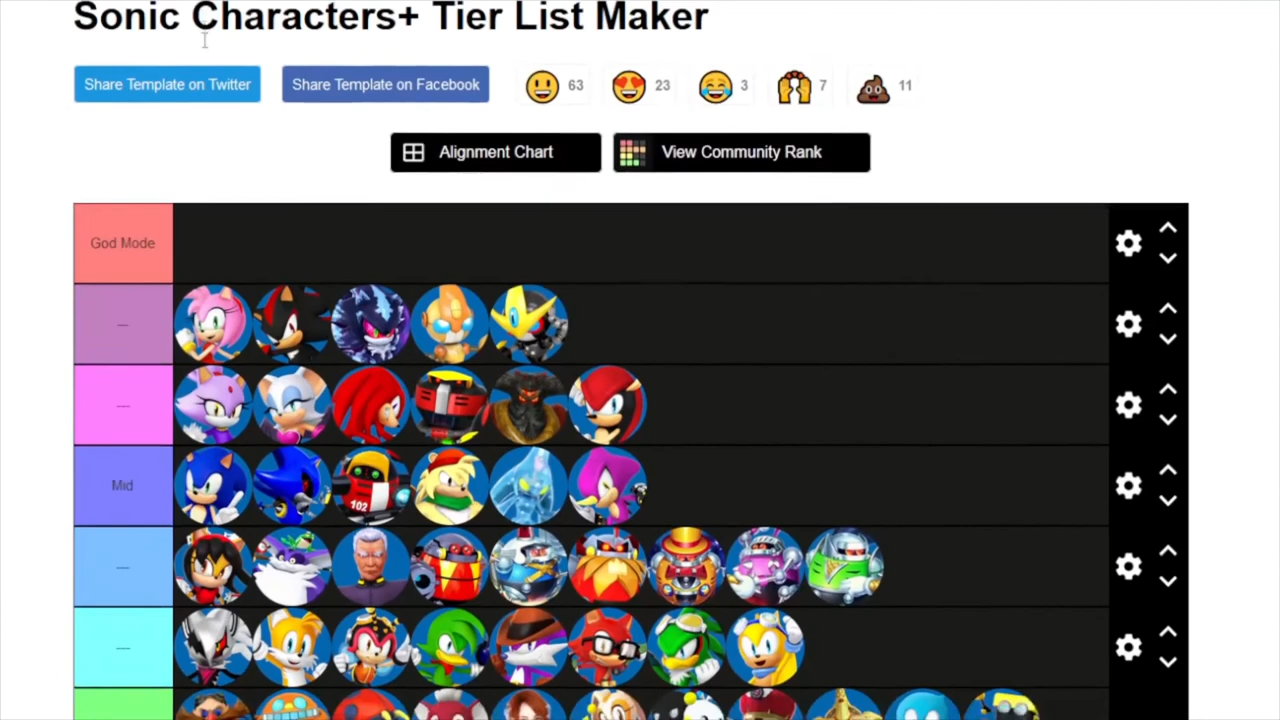 Sonic Characters+ Tier List Maker
Share Template on Twitter
Share Template on Facebook
63
23
3
7
11
Alignment Chart
View Community Rank
God Mode
Mid
102